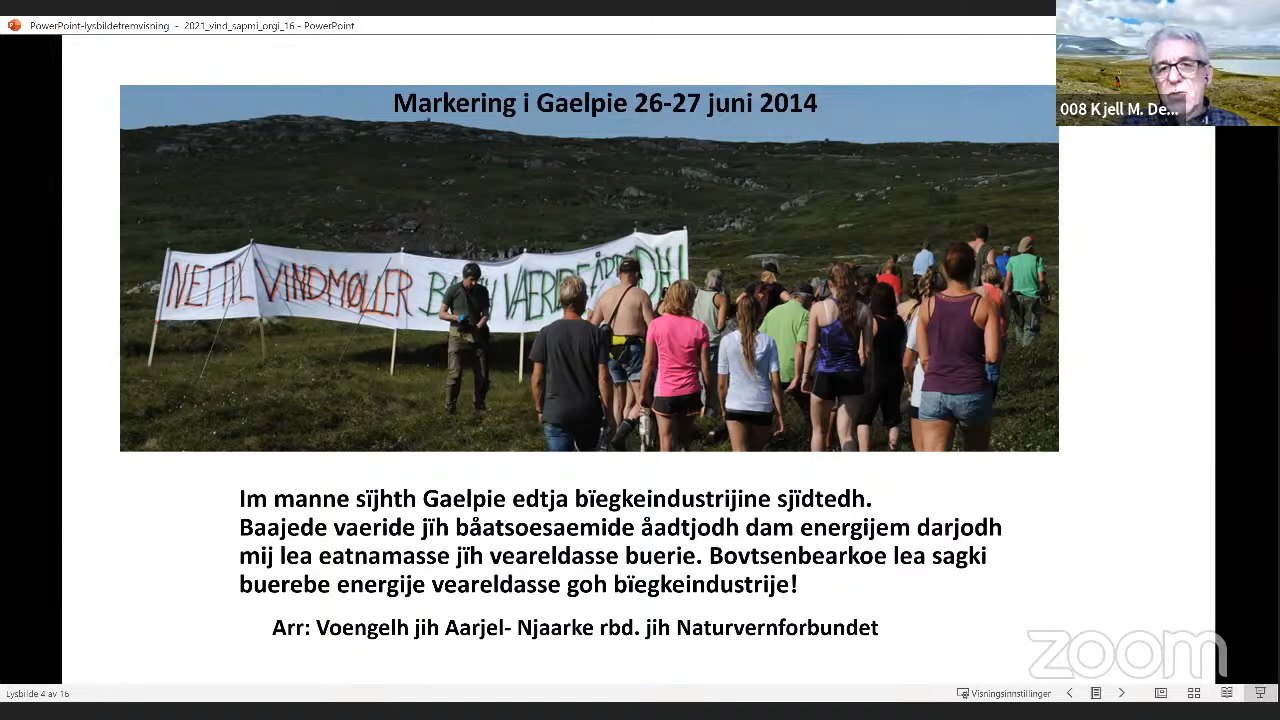 PowerPoint-lysbildefremvisning - 2021_vind_sapmi_orgi_16 - PowerPoint
008 Kjell M. De...
Markering i Gaelpie 26-27 juni 2014
NEI TIL VINDMØLLER
Im manne sïjhth Gaelpie edtja bïegkeindustrijine sjïdtedh.
Baajede vaeride jïh båatsoesaemide åadtjodh dam energijem darjodh
mij lea eatnamasse jïh veareldasse buerie. Bovtsenbearkoe lea sagki
buerebe energije veareldasse goh bïegkeindustrije!
Arr: Voengelh jih Aarjel- Njaarke rbd. jih Naturvernforbundet
zoom
Lysbilde 4 av 16
Visningsinnstillinger